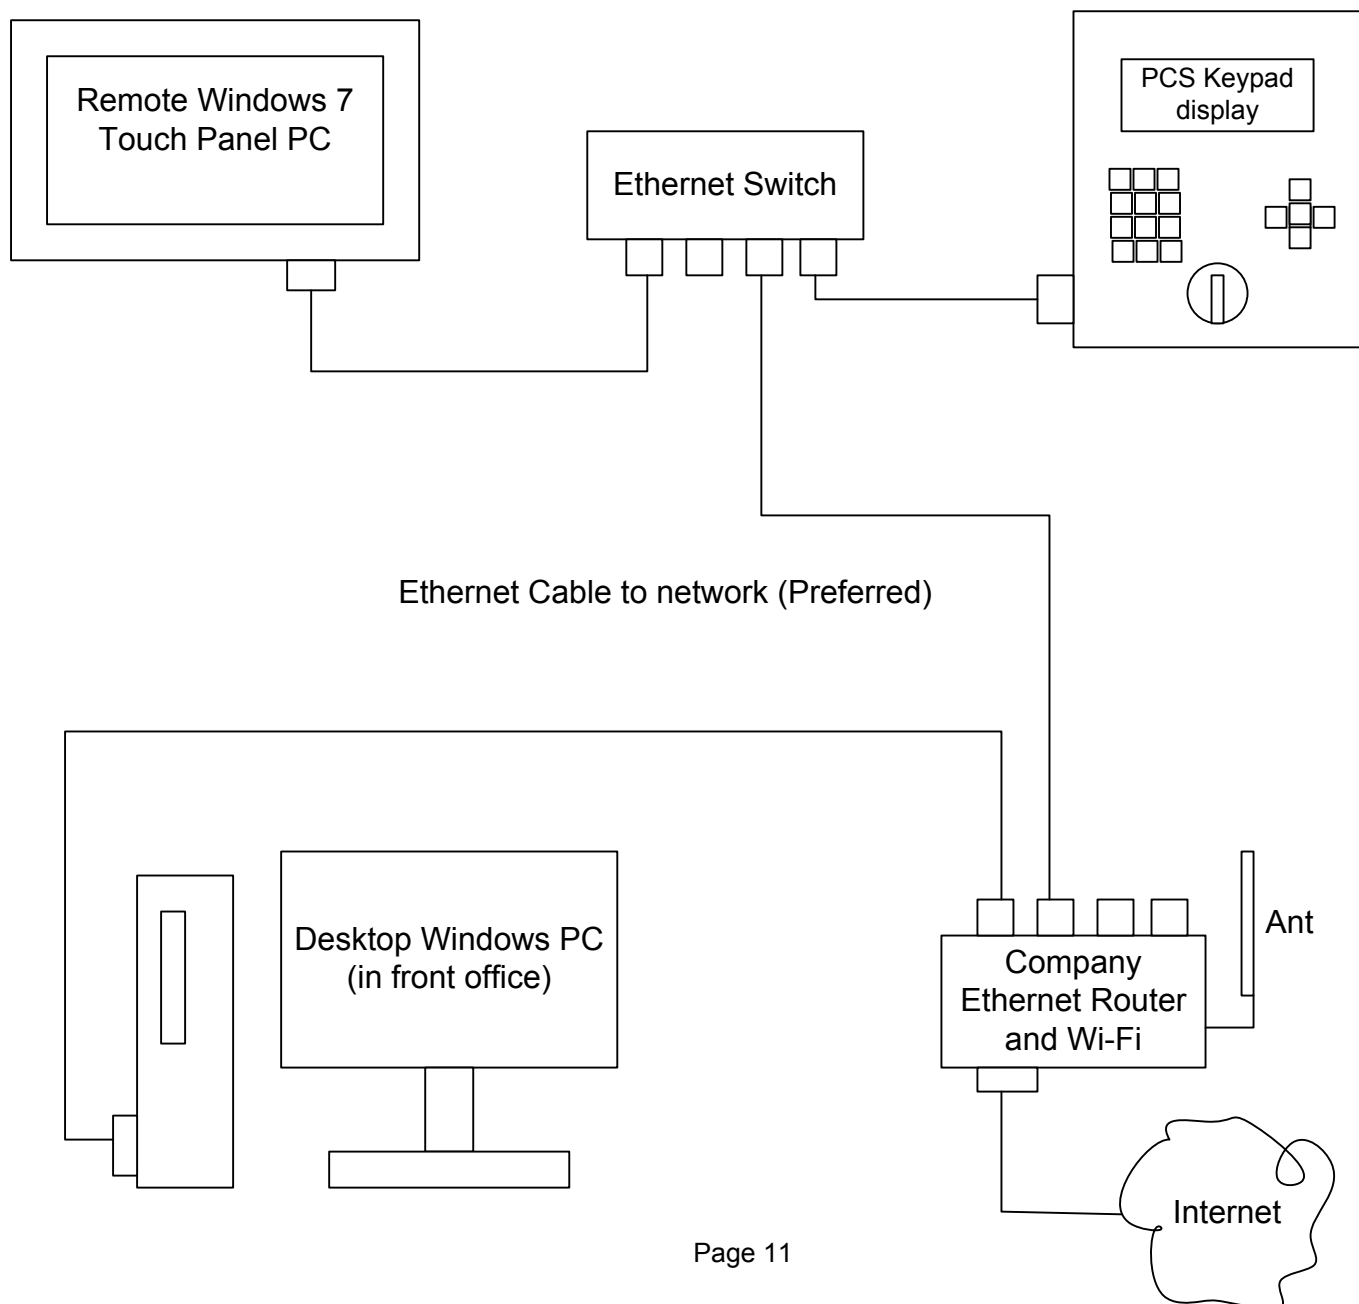 Remote Windows 7
Touch Panel PC
Ethernet Switch
PCS Keypad
display
Ethernet Cable to network (Preferred)
Desktop Windows PC
(in front office)
Company
Ethernet Router
and Wi-Fi
Ant
Internet
Page 11